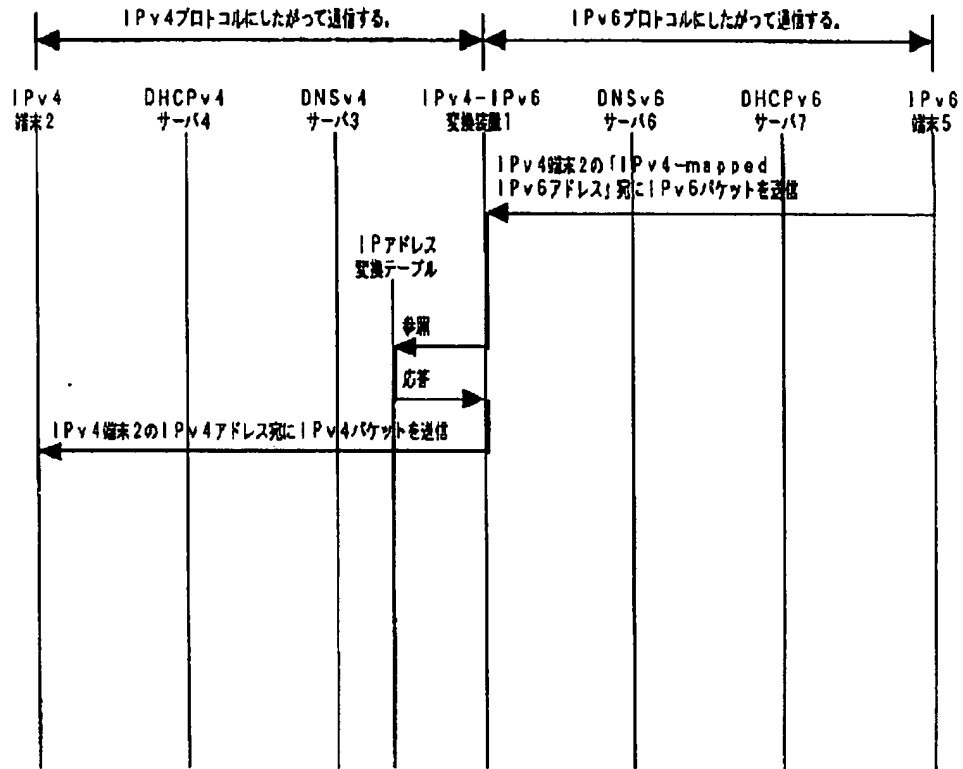 IPv4プロトコルにしたがって通信する。
IPv6プロトコルにしたがって通信する。
IPv4
端末2
DHCPv4
サーバ4
DNSv4
サーバ3
IPv4-IPv6
変換装置1
DNSv6
サーバ6
DHCPv6
サーバ7
IPv6
端末5
IPv4端末2の「IPv4-mapped
IPv6アドレス」宛にIPv6パケットを送信
IPアドレス
変換テーブル
参照
応答
IPv4端末2のIPv4アドレス宛にIPv4パケットを送信